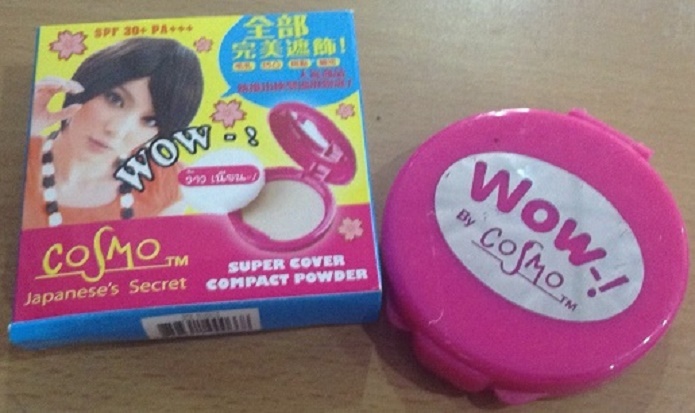 SPF 30+ PA+++
全部
完美遮飾!
WOW-!
ว้าว เนียน-!
COSMO TM
Japanese's Secret
SUPER COVER
COMPACT POWDER
WOW-!
By COSMO TM